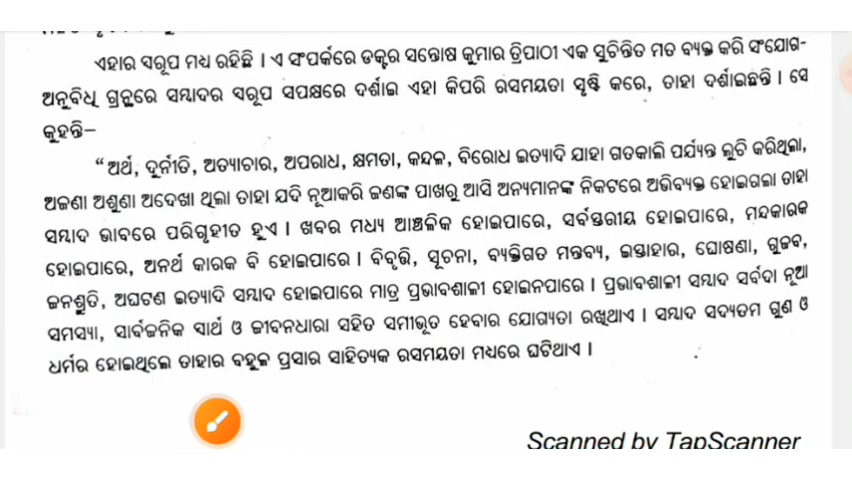 ଏହାର ସ୍ୱରୂପ ମଧ୍ୟ ରହିଛି । ଏ ସଂପର୍କରେ ଡକ୍ଟର ସନ୍ତୋଷ କୁମାର ତ୍ରିପାଠୀ ଏକ ସୁଚିନ୍ତିତ ମତ ବ୍ୟକ୍ତ କରି ସଂଯୋଗ-
ଅନୁବିଧି ଗ୍ରନ୍ଥରେ ସମ୍ବାଦର ସ୍ୱରୂପ ସପକ୍ଷରେ ଦର୍ଶାଇ ଏହା କିପରି ରସମୟତା ସୃଷ୍ଟି କରେ, ତାହା ଦର୍ଶାଇଛନ୍ତି । ସେ
କୁହନ୍ତି–
“ଅର୍ଥ, ଦୁର୍ନୀତି, ଅତ୍ୟାଚାର, ଅପରାଧ, କ୍ଷମତା, କନ୍ଦଳ, ବିରୋଧ ଇତ୍ୟାଦି ଯାହା ଗତକାଲି ପର୍ଯ୍ୟନ୍ତ ଲୁଚି କରିଥିଲା,
ଅଜଣା ଅଶୁଣା ଅଦେଖା ଥିଲା ତାହା ଯଦି ନୂଆକରି ଜଣଙ୍କ ପାଖରୁ ଆସି ଅନ୍ୟମାନଙ୍କ ନିକଟରେ ଅଭିବ୍ୟକ୍ତ ହୋଇଗଲା ତାହା
ସମ୍ବାଦ ଭାବରେ ପରିଗୃହୀତ ହୁଏ । ଖବର ମଧ୍ୟ ଆଞ୍ଚଳିକ ହୋଇପାରେ, ସର୍ବସ୍ତରୀୟ ହୋଇପାରେ, ମନ୍ଦକାରକ
ହୋଇପାରେ, ଅନର୍ଥ କାରକ ବି ହୋଇପାରେ । ବିବୃତ୍ତି, ସୂଚନା, ବ୍ୟକ୍ତିଗତ ମନ୍ତବ୍ୟ, ଇସ୍ତାହାର, ଘୋଷଣା, ଗୁଜବ,
ଜନଶ୍ରୁତି, ଅଘଟଣ ଇତ୍ୟାଦି ସମ୍ବାଦ ହୋଇପାରେ ମାତ୍ର ପ୍ରଭାବଶାଳୀ ହୋଇନପାରେ । ପ୍ରଭାବଶାଳୀ ସମ୍ବାଦ ସର୍ବଦା ନୂଆ
ସମସ୍ୟା, ସାର୍ବଜନିକ ସ୍ୱାର୍ଥ ଓ ଜୀବନଧାରା ସହିତ ସମୀଭୂତ ହେବାର ଯୋଗ୍ୟତା ରଖିଥାଏ । ସମ୍ବାଦ ସଦ୍ୟତମ ଗୁଣ ଓ
ଧର୍ମର ହୋଇଥିଲେ ତାହାର ବହୁଳ ପ୍ରସାର ସାହିତ୍ୟିକ ରସମୟତା ମଧ୍ୟରେ ଘଟିଥାଏ ।
Scanned by TapScanner